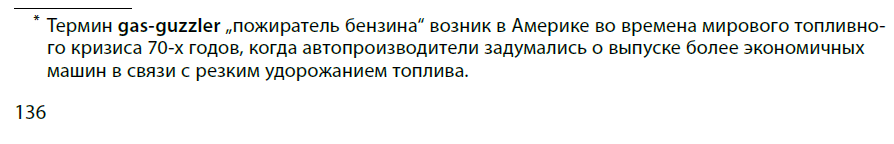 * Термин gas-guzzler „пожиратель бензина“ возник в Америке во времена мирового топливно-
го кризиса 70-х годов, когда автопроизводители задумались о выпуске более экономичных
машин в связи с резким удорожанием топлива.
136